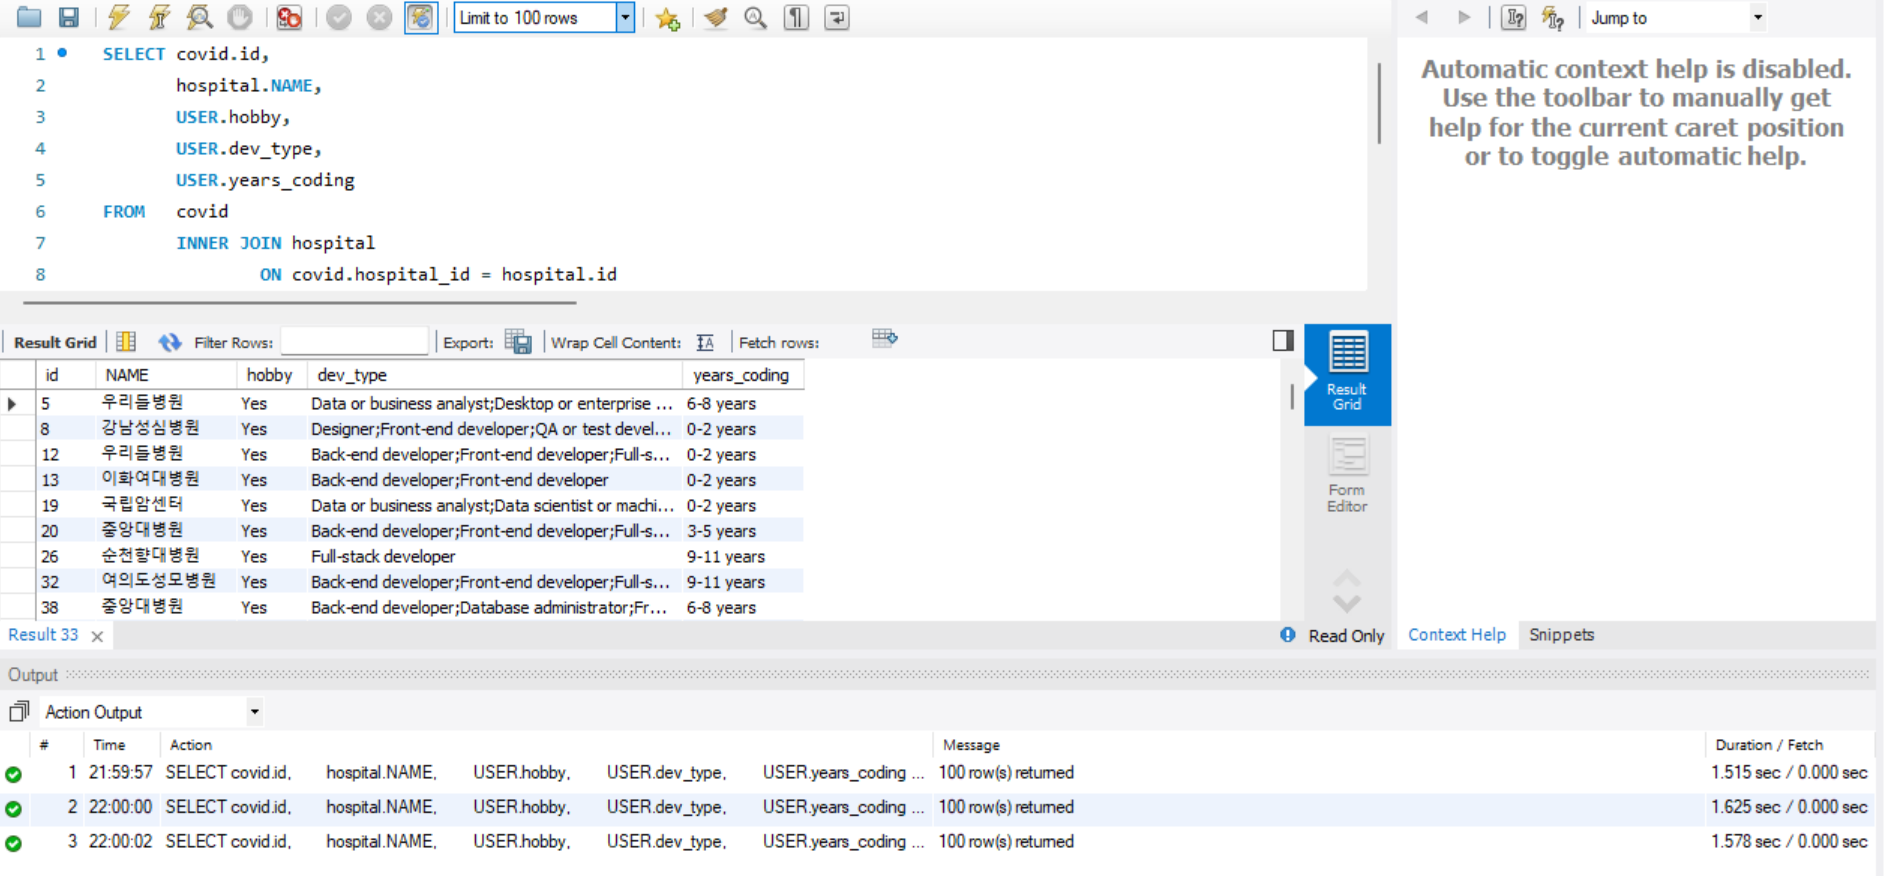 Limit to 100 rows
Jump to
1 SELECT covid.id,
2 hospital.NAME,
3 USER.hobby,
4 USER.dev_type,
5 USER.years_coding
6 FROM covid
7 INNER JOIN hospital
8 ON covid.hospital_id = hospital.id
Automatic context help is disabled.
Use the toolbar to manually get
help for the current caret position
or to toggle automatic help.
Result Grid Filter Rows: Export: Wrap Cell Content: Fetch rows:
id NAME hobby dev_type years_coding
5 우리들병원 Yes Data or business analyst;Desktop or enterprise ... 6-8 years
8 강남성심병원 Yes Designer;Front-end developer;QA or test devel... 0-2 years
12 우리들병원 Yes Back-end developer;Front-end developer;Full-s... 0-2 years
13 이화여대병원 Yes Back-end developer;Front-end developer 0-2 years
19 국립암센터 Yes Data or business analyst;Data scientist or machi... 0-2 years
20 중앙대병원 Yes Back-end developer;Front-end developer;Full-s... 3-5 years
26 순천향대병원 Yes Full-stack developer 9-11 years
32 여의도성모병원 Yes Back-end developer;Front-end developer;Full-s... 9-11 years
38 중앙대병원 Yes Back-end developer;Database administrator;Fr... 6-8 years
Result
Grid
Form
Editor
Result 33
Read Only
Context Help Snippets
Output
Action Output
# Time Action Message Duration / Fetch
1 21:59:57 SELECT covid.id, hospital.NAME, USER.hobby, USER.dev_type, USER.years_coding ... 100 row(s) returned 1.515 sec / 0.000 sec
2 22:00:00 SELECT covid.id, hospital.NAME, USER.hobby, USER.dev_type, USER.years_coding ... 100 row(s) returned 1.625 sec / 0.000 sec
3 22:00:02 SELECT covid.id, hospital.NAME, USER.hobby, USER.dev_type, USER.years_coding ... 100 row(s) returned 1.578 sec / 0.000 sec